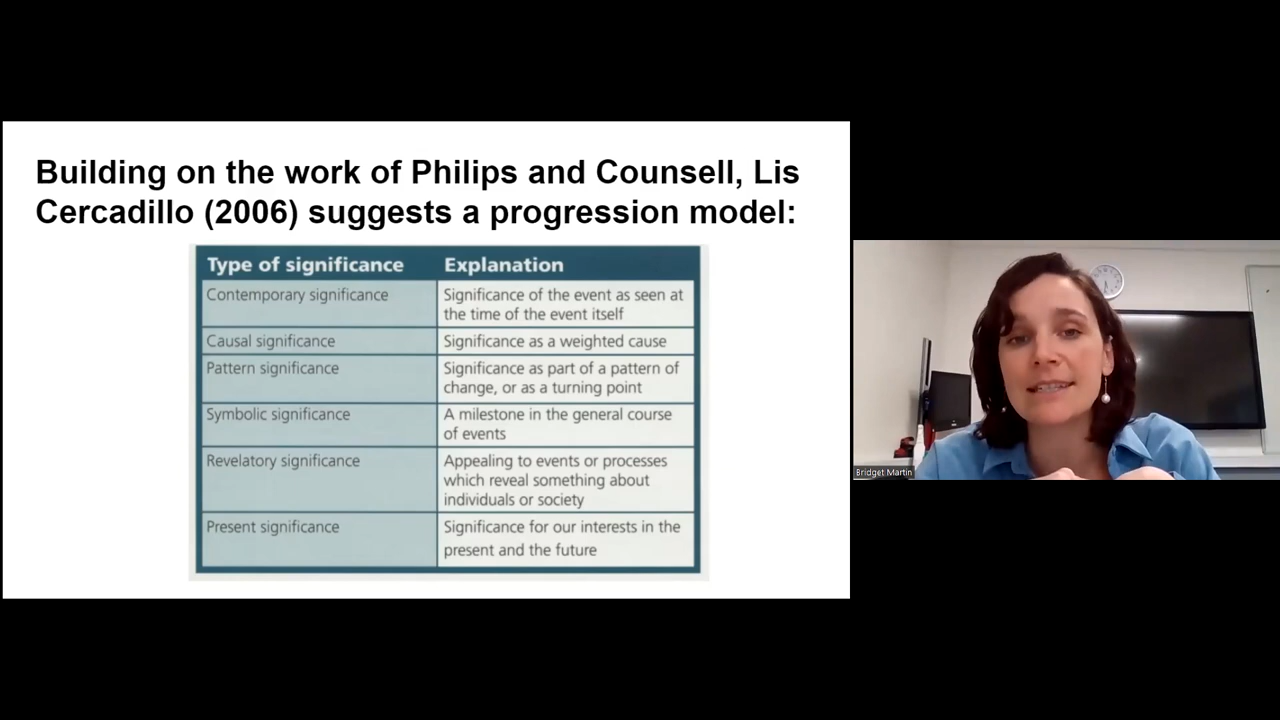 Building on the work of Philips and Counsell, Lis
Cercadillo (2006) suggests a progression model:
Type of significance
Explanation
Contemporary significance
Significance of the event as seen at
the time of the event itself
Causal significance
Significance as a weighted cause
Pattern significance
Significance as part of a pattern of
change, or as a turning point
Symbolic significance
A milestone in the general course
of events
Revelatory significance
Appealing to events or processes
which reveal something about
individuals or society
Present significance
Significance for our interests in the
present and the future
Bridget Martin